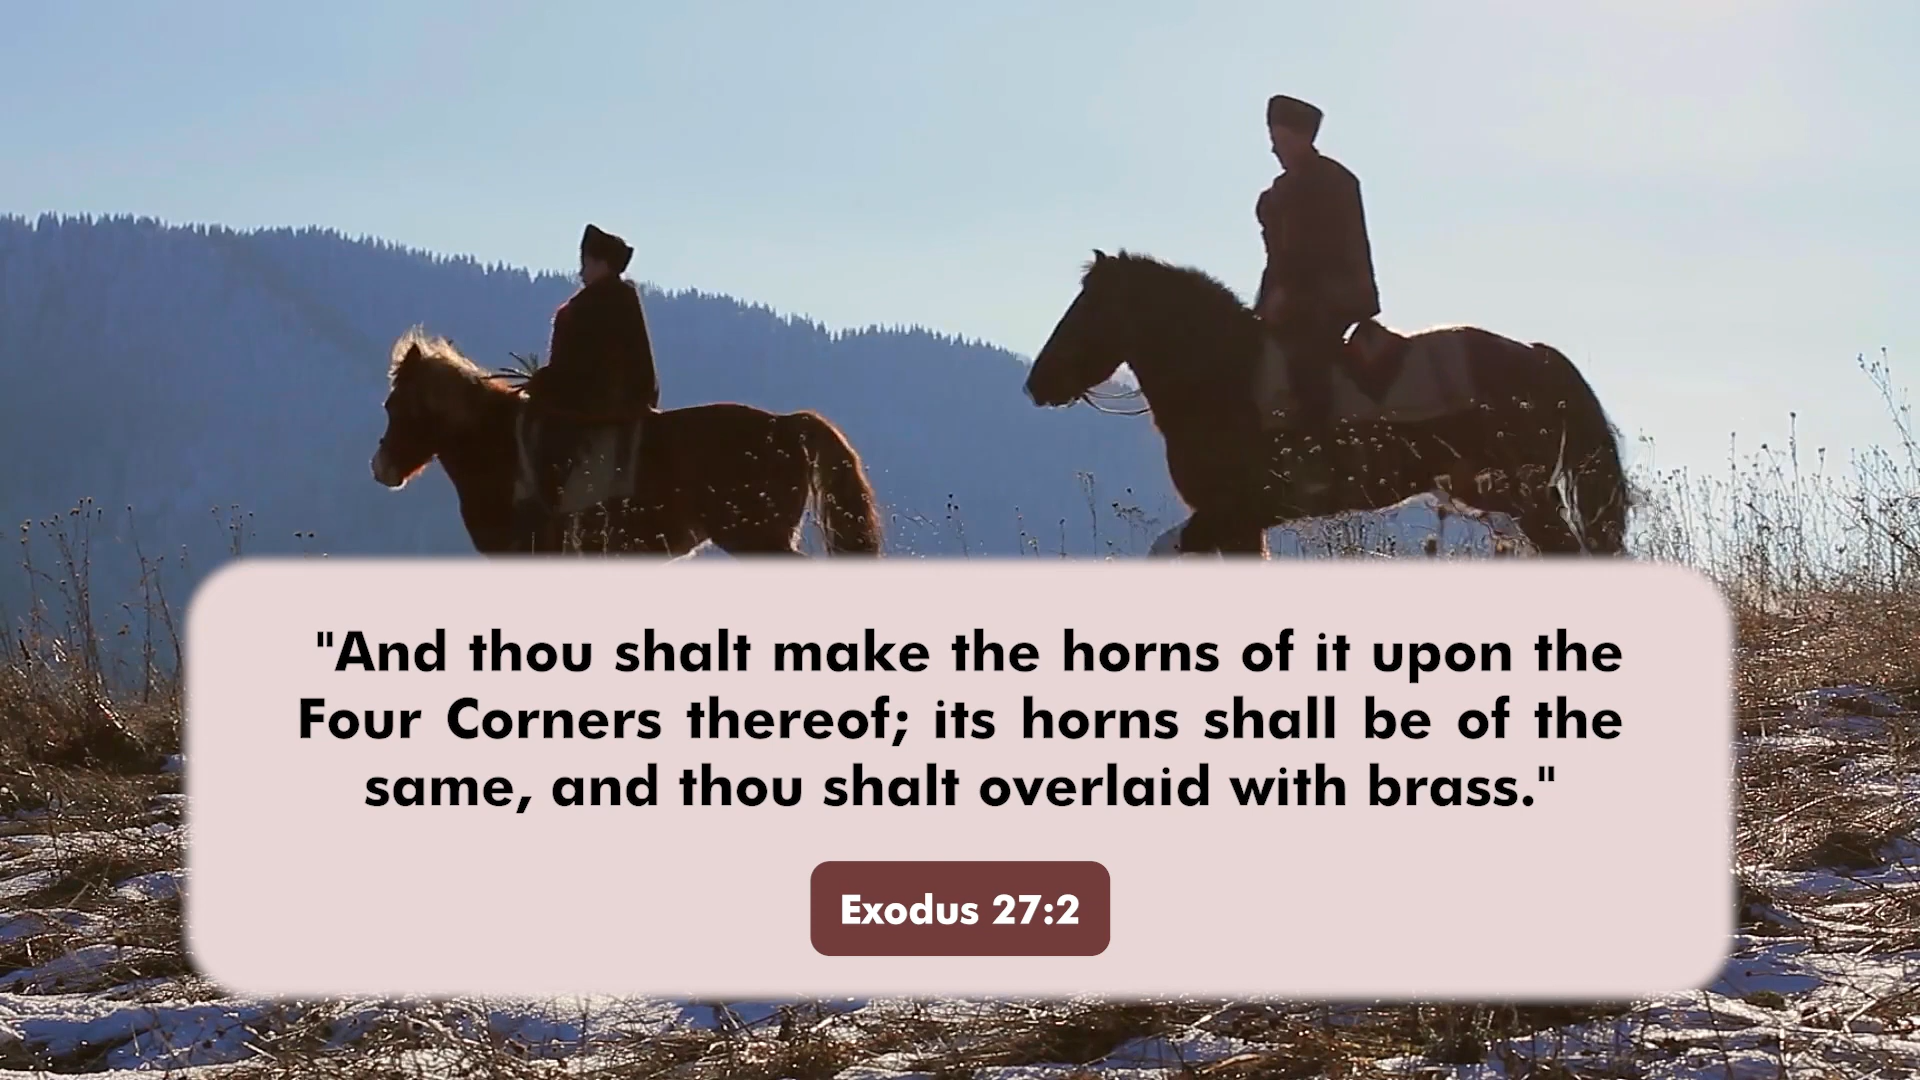 "And thou shalt make the horns of it upon the
Four Corners thereof; its horns shall be of the
same, and thou shalt overlaid with brass."
Exodus 27:2